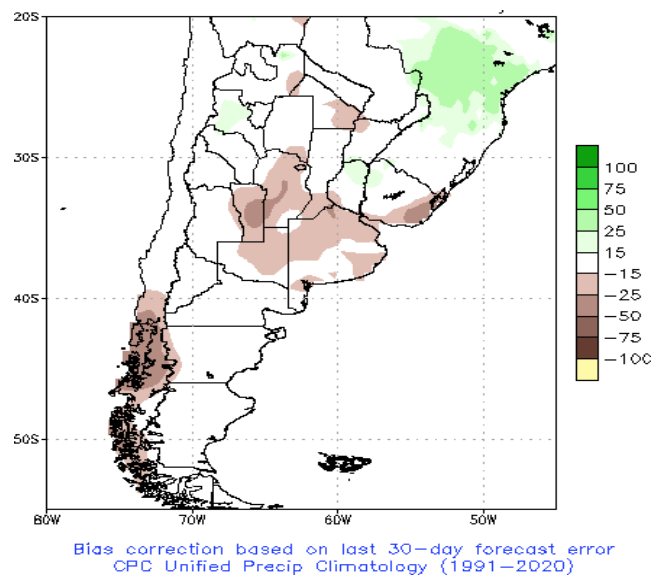 20S
30S
40S
50S
80W
70W
60W
50W
100
75
50
25
15
−15
−25
−50
−75
−100
Bias correction based on last 30−day forecast error
CPC Unified Precip Climatology (1991−2020)